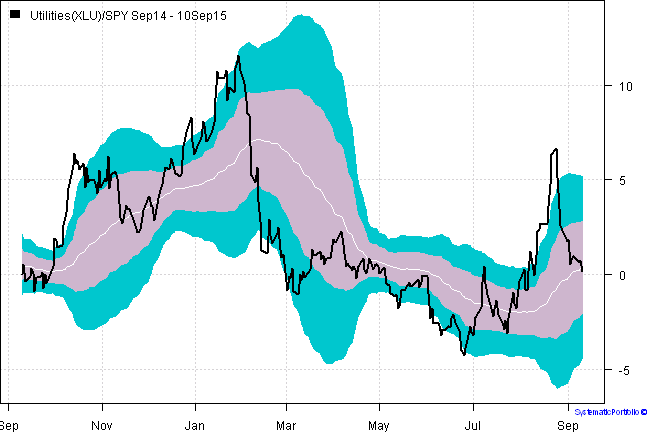 Utilities(XLU)/SPY Sep14 - 10Sep15
10
5
0
-5
Sep Nov Jan Mar May Jul Sep
SystematicPortfolio ©